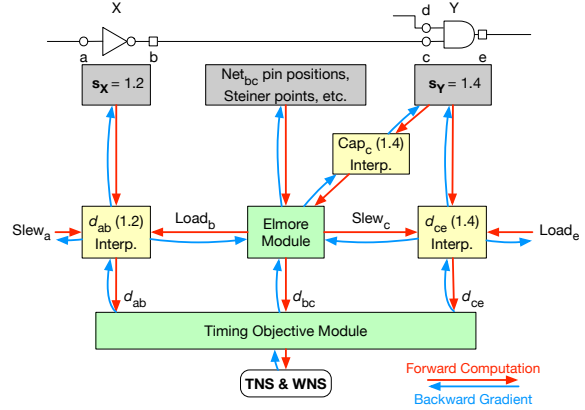 X
d
Y
a
b
c
e
s_X = 1.2
Net_bc pin positions,
Steiner points, etc.
s_Y = 1.4
Cap_c (1.4)
Interp.
Slew_a
d_ab (1.2)
Interp.
Load_b
Elmore
Module
Slew_c
d_ce (1.4)
Interp.
Load_e
d_ab
d_bc
d_ce
Timing Objective Module
TNS & WNS
Forward Computation
Backward Gradient